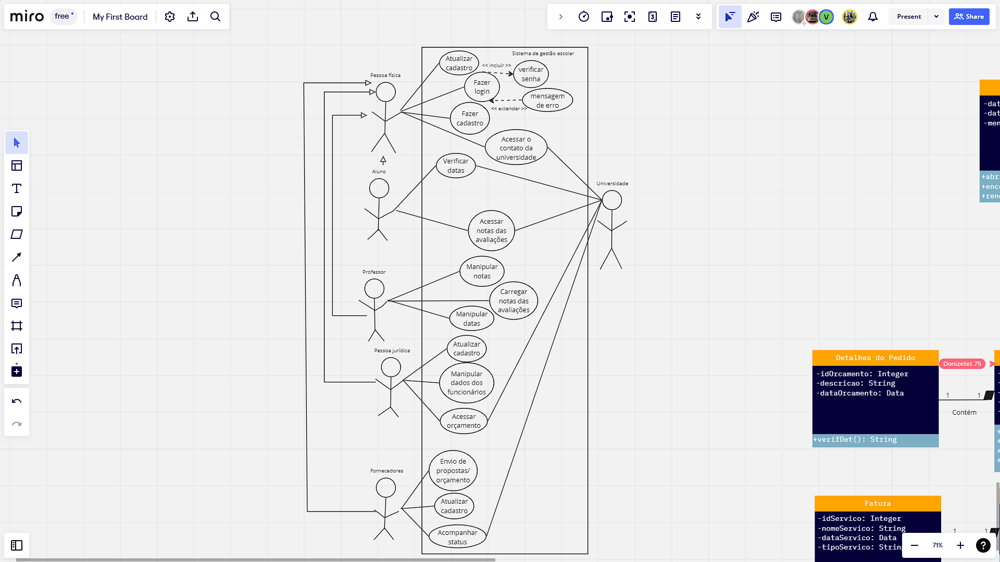 miro
free
My First Board
3
V
Present
Share
Sistema de gestão escolar
Atualizar
cadastro
<< incluir >>
verificar
senha
Pessoa física
Fazer
login
mensagem
de erro
<< extender >>
Fazer
cadastro
Acessar o
contato da
universidade
Verificar
datas
Aluno
Universidade
Acessar
notas das
avaliações
Manipular
notas
Professor
Carregar
notas das
avaliações
Manipular
datas
Atualizar
cadastro
Pessoa jurídica
Manipular
dados dos
funcionários
Acessar
orçamento
Envio de
propostas/
orçamento
Fornecedores
Atualizar
cadastro
Acompanhar
status
-dat
-dat
-men
+abri
+enc
+ren
Detalhes do Pedido
-idOrcamento: Integer
-descricao: String
-dataOrcamento: Data
+verifDet(): String
Donizetet 75
1
1
Contém
Fatura
-idServico: Integer
-nomeServico: String
-dataServico: Data
-tipoServico: String
1
1
71%
?